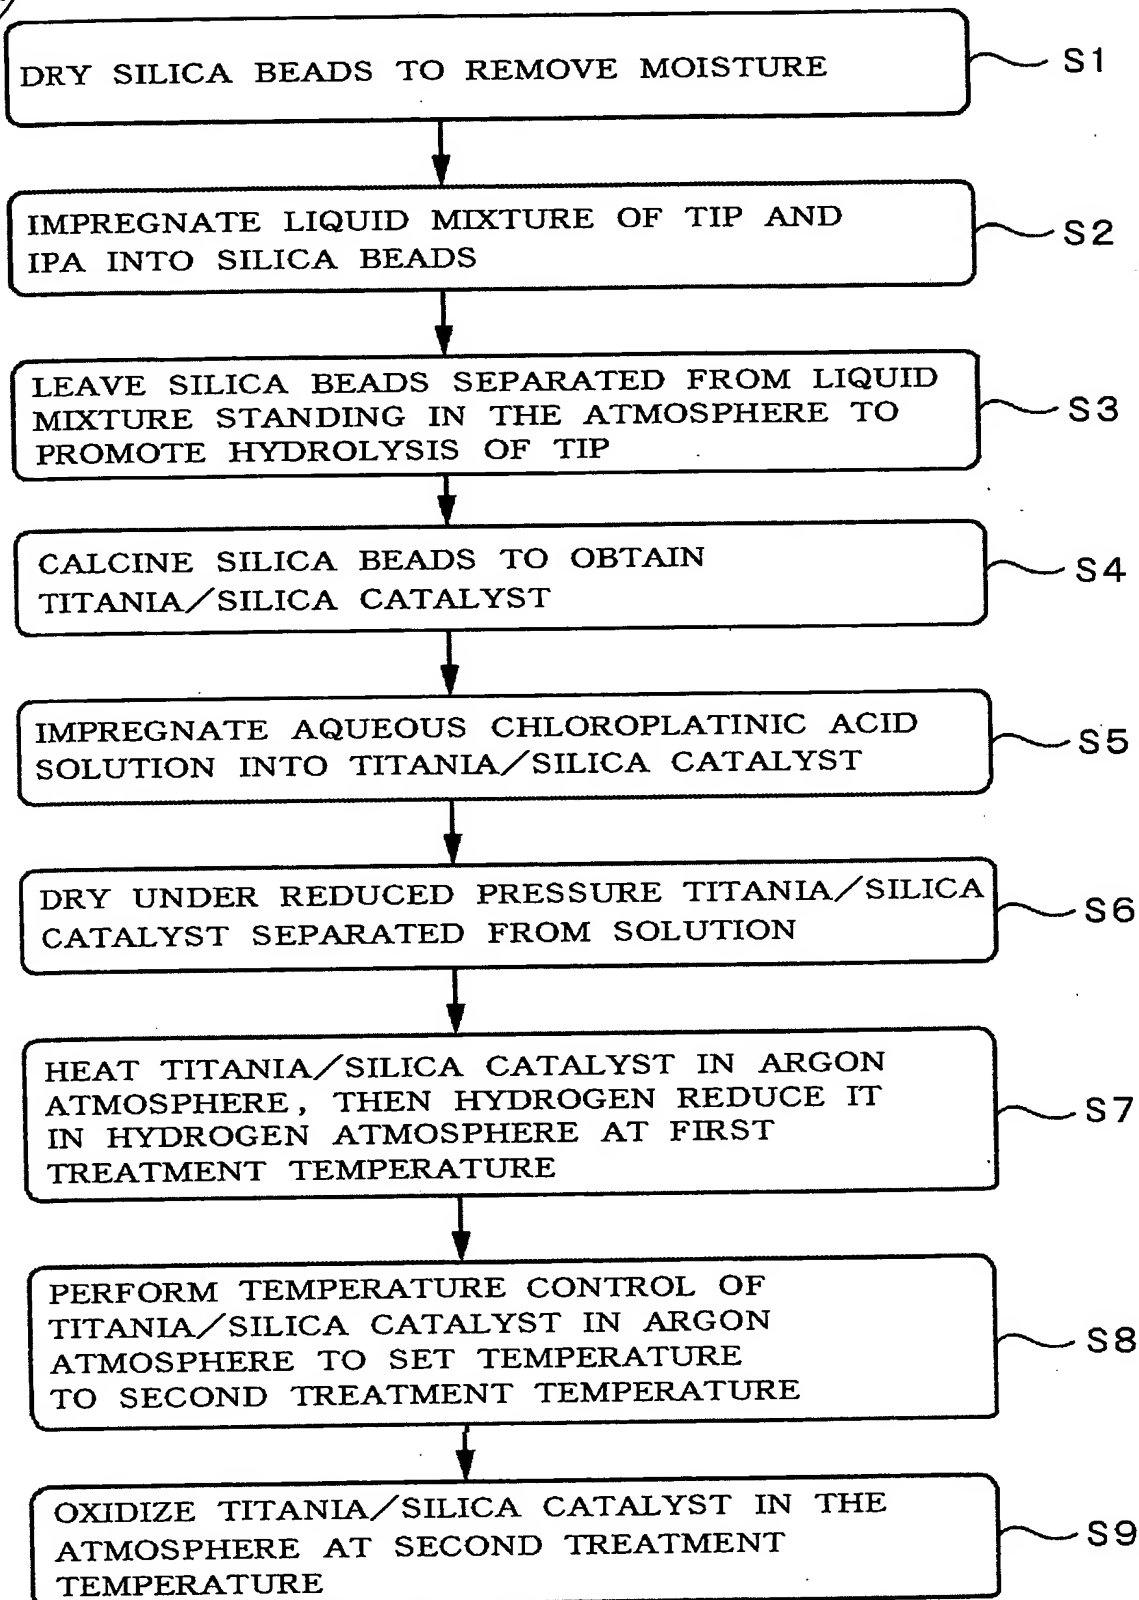 DRY SILICA BEADS TO REMOVE MOISTURE
S1
IMPREGNATE LIQUID MIXTURE OF TIP AND
IPA INTO SILICA BEADS
S2
LEAVE SILICA BEADS SEPARATED FROM LIQUID
MIXTURE STANDING IN THE ATMOSPHERE TO
PROMOTE HYDROLYSIS OF TIP
S3
CALCINE SILICA BEADS TO OBTAIN
TITANIA/SILICA CATALYST
S4
IMPREGNATE AQUEOUS CHLOROPLATINIC ACID
SOLUTION INTO TITANIA/SILICA CATALYST
S5
DRY UNDER REDUCED PRESSURE TITANIA/SILICA
CATALYST SEPARATED FROM SOLUTION
S6
HEAT TITANIA/SILICA CATALYST IN ARGON
ATMOSPHERE, THEN HYDROGEN REDUCE IT
IN HYDROGEN ATMOSPHERE AT FIRST
TREATMENT TEMPERATURE
S7
PERFORM TEMPERATURE CONTROL OF
TITANIA/SILICA CATALYST IN ARGON
ATMOSPHERE TO SET TEMPERATURE
TO SECOND TREATMENT TEMPERATURE
S8
OXIDIZE TITANIA/SILICA CATALYST IN THE
ATMOSPHERE AT SECOND TREATMENT
TEMPERATURE
S9